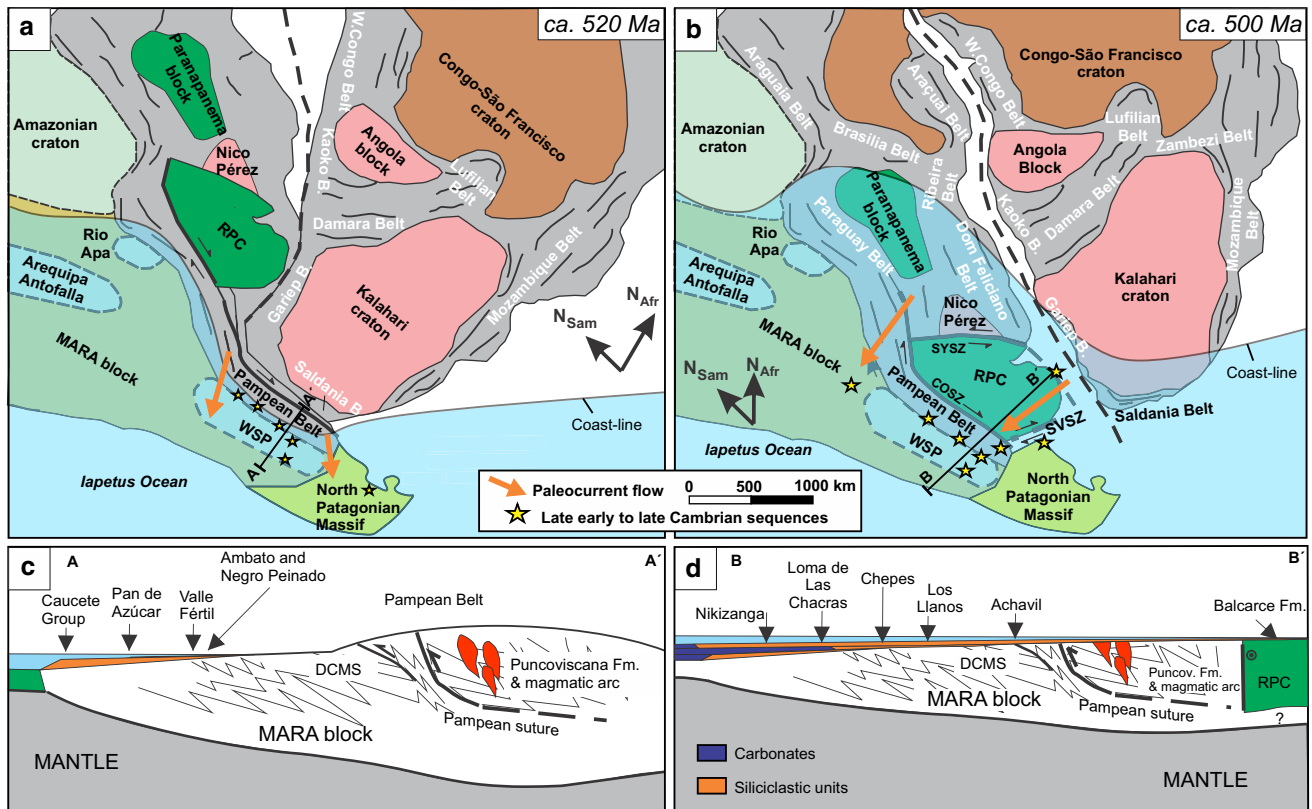 a
ca. 520 Ma
Paranapanema
block
W.Congo Belt
Congo-São Francisco
craton
Amazonian
craton
Nico
Pérez
Kaoko B.
Angola
block
Lufilian
Belt
RPC
Damara Belt
Rio
Apa
Arequipa
Antofalla
Gariep B.
Kalahari
craton
Mozambique Belt
N Sam
N Afr
MARA block
Saldania B.
Pampean Belt
A´
WSP
A
Coast-line
Iapetus Ocean
North
Patagonian
Massif
b
ca. 500 Ma
Araguaia Belt
Araçuaí Belt
W.Congo Belt
Congo-São Francisco
craton
Amazonian
craton
Brasilia Belt
Ribeira
Belt
Lufilian
Belt
Zambezi Belt
Angola
Block
Paranapanema
block
Kaoko B.
Damara Belt
Mozambique
Belt
Rio
Apa
Paraguay Belt
Dom Feliciano
Belt
Arequipa
Antofalla
Kalahari
craton
Nico
Pérez
Gariep B.
MARA block
SYSZ
RPC
B´
N Sam
N Afr
COSZ
Pampean Belt
Coast-line
Saldania Belt
WSP
SVSZ
B
Iapetus Ocean
North
Patagonian
Massif
Paleocurrent flow
0 500 1000 km
Late early to late Cambrian sequences
c
A
A´
Caucete
Group
Pan de
Azúcar
Valle
Fértil
Ambato and
Negro Peinado
Pampean Belt
DCMS
Puncoviscana Fm.
& magmatic arc
MARA block
Pampean suture
MANTLE
d
B
B´
Nikizanga
Loma de
Las
Chacras
Chepes
Los
Llanos
Achavil
Balcarce Fm.
DCMS
Puncov. Fm.
& magmatic arc
RPC
MARA block
Pampean suture
?
Carbonates
Siliciclastic units
MANTLE